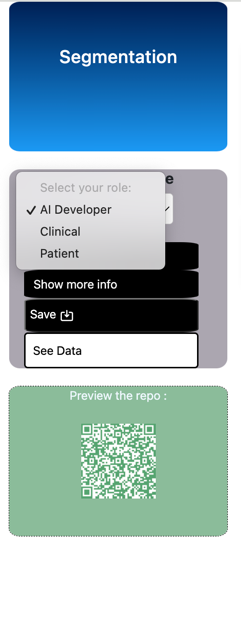 Segmentation
Select your role:
✓ AI Developer
Clinical
Patient
Show more info
Save
See Data
Preview the repo :